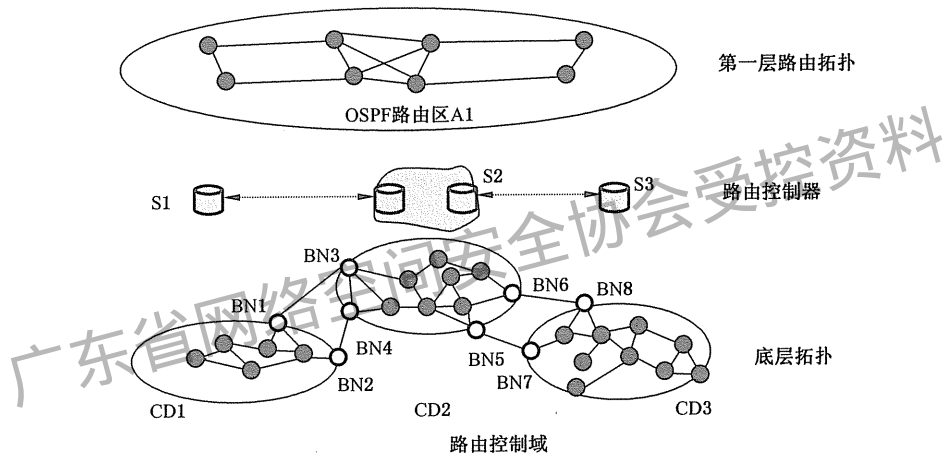 第一层路由拓扑
OSPF路由区A1
S1
S2
S3
路由控制器
BN3
BN1
BN6
BN8
BN4
BN2
BN5
BN7
底层拓扑
CD1
CD2
CD3
路由控制域
广东省网络空间安全协会受控资料